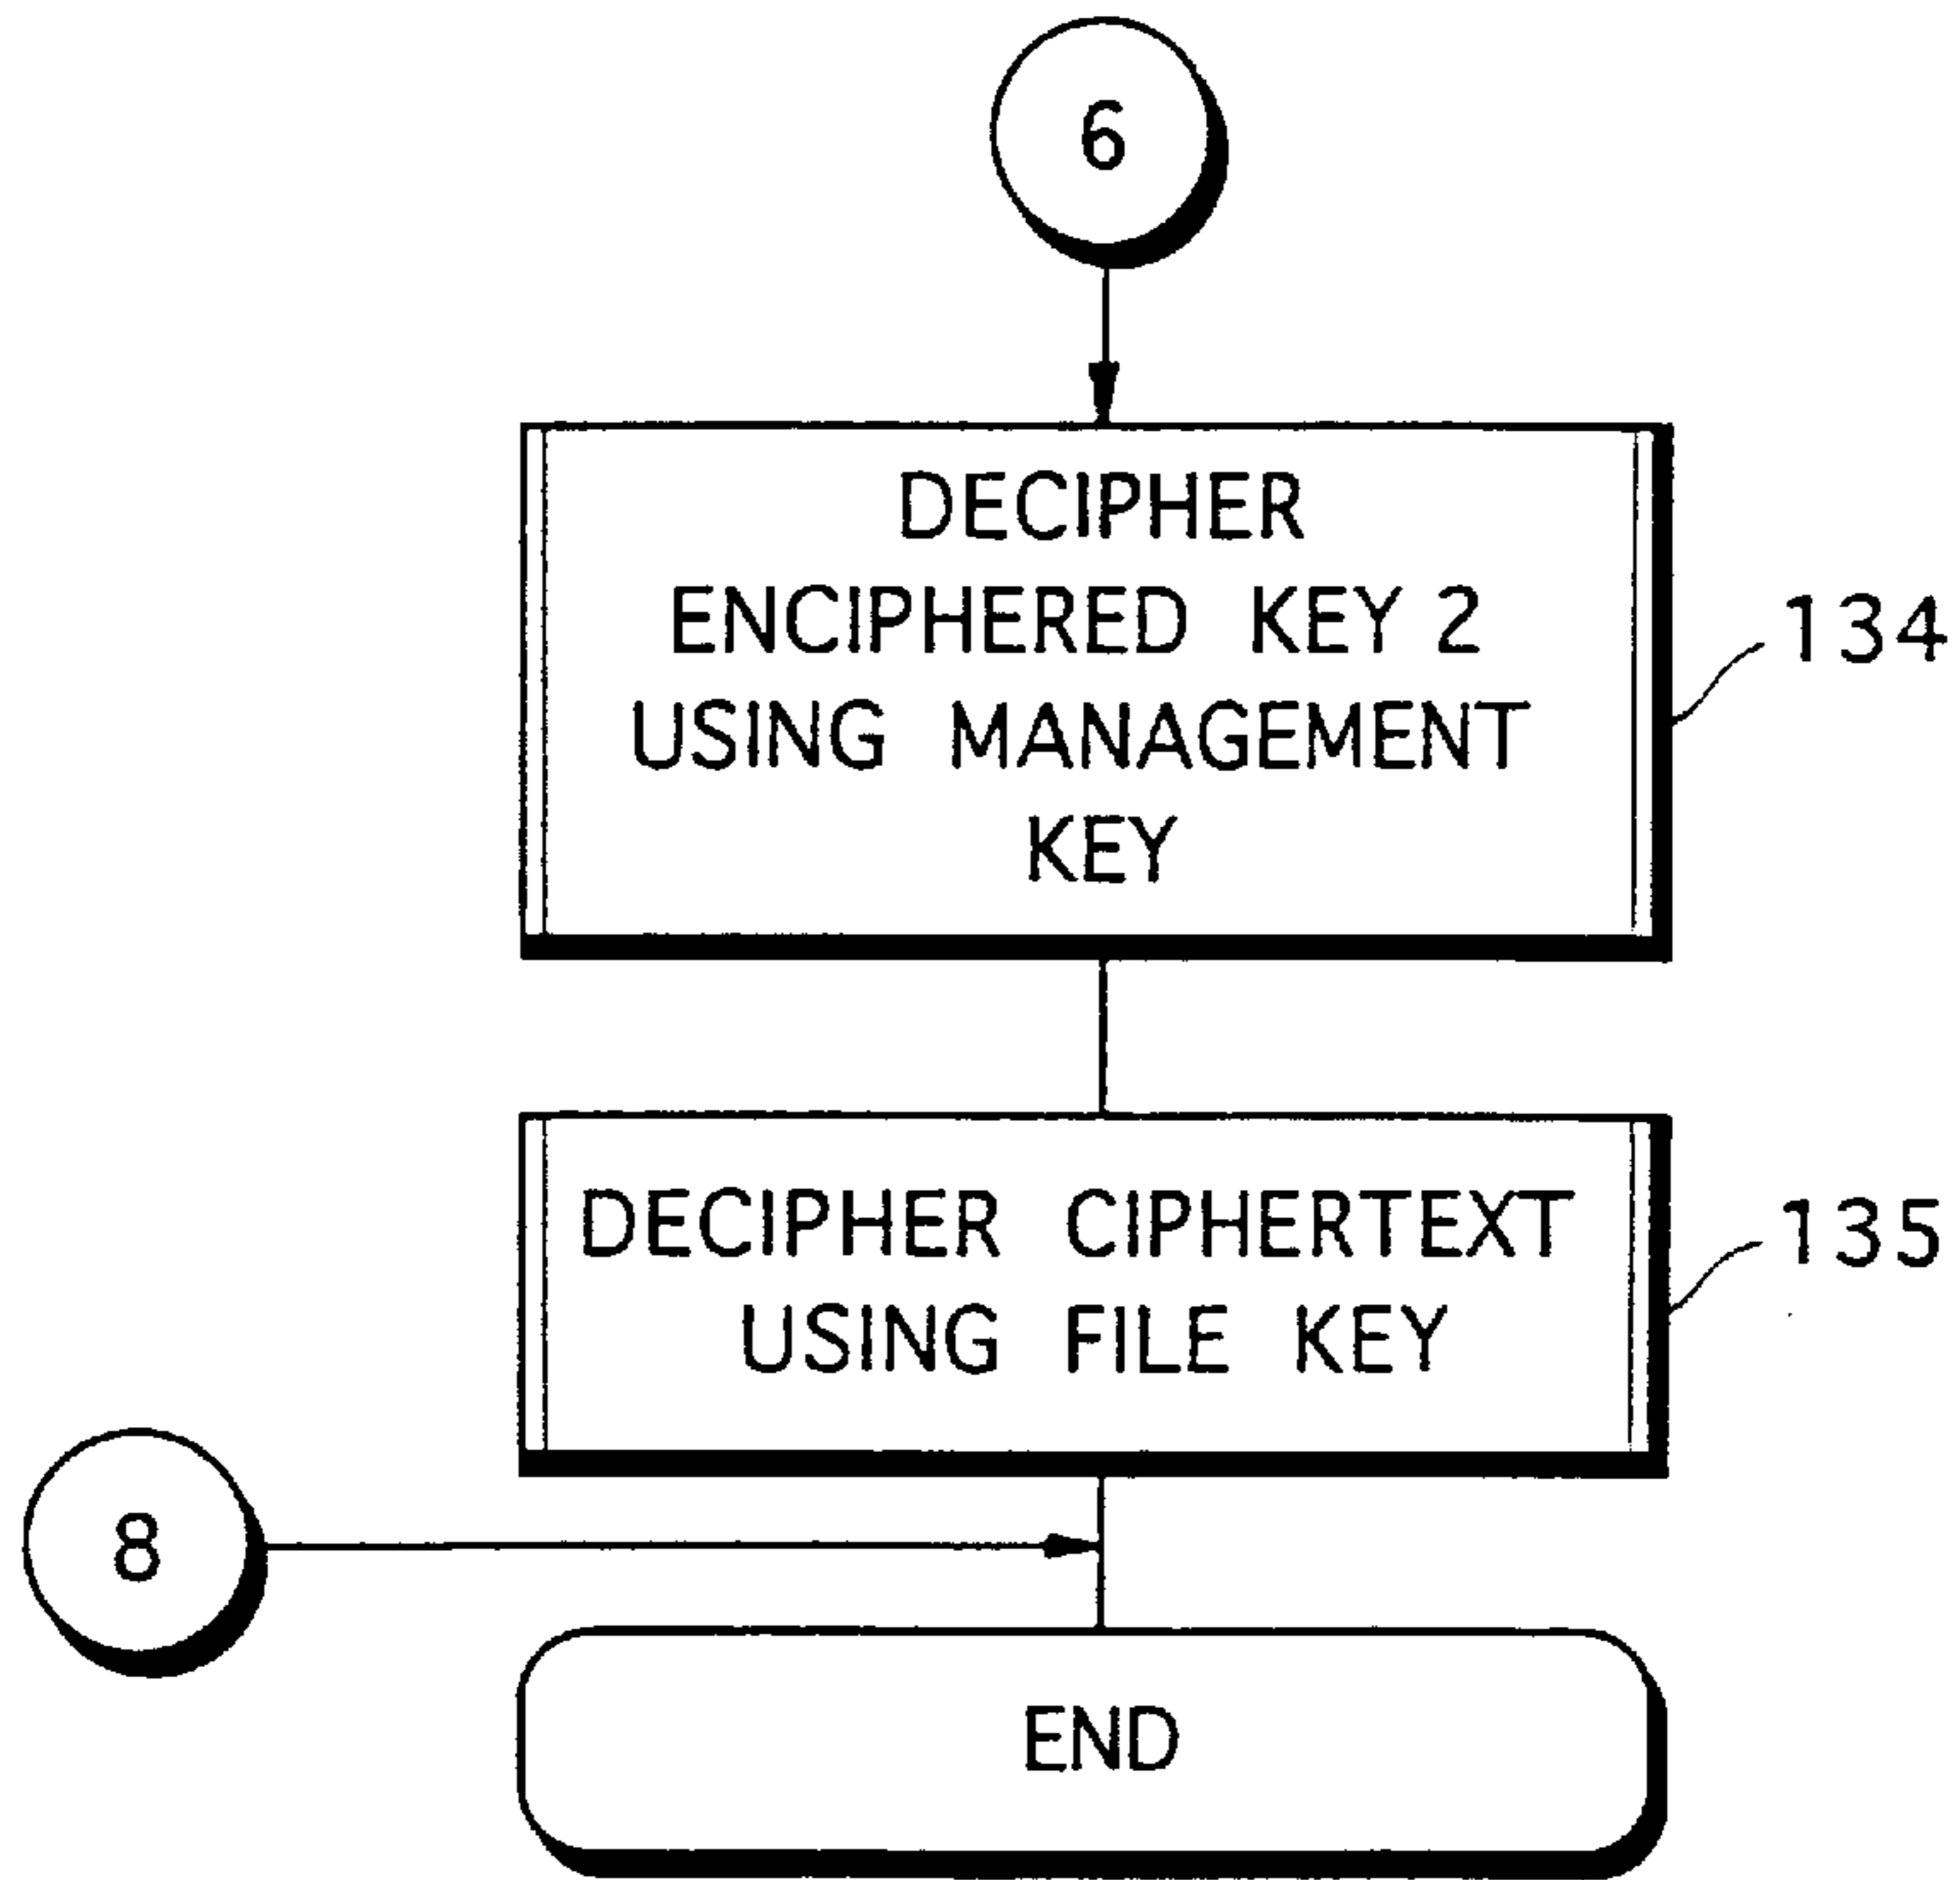 6
DECIPHER
ENCIPHERED KEY 2
USING MANAGEMENT
KEY
134
DECIPHER CIPHERTEXT
USING FILE KEY
135
8
END